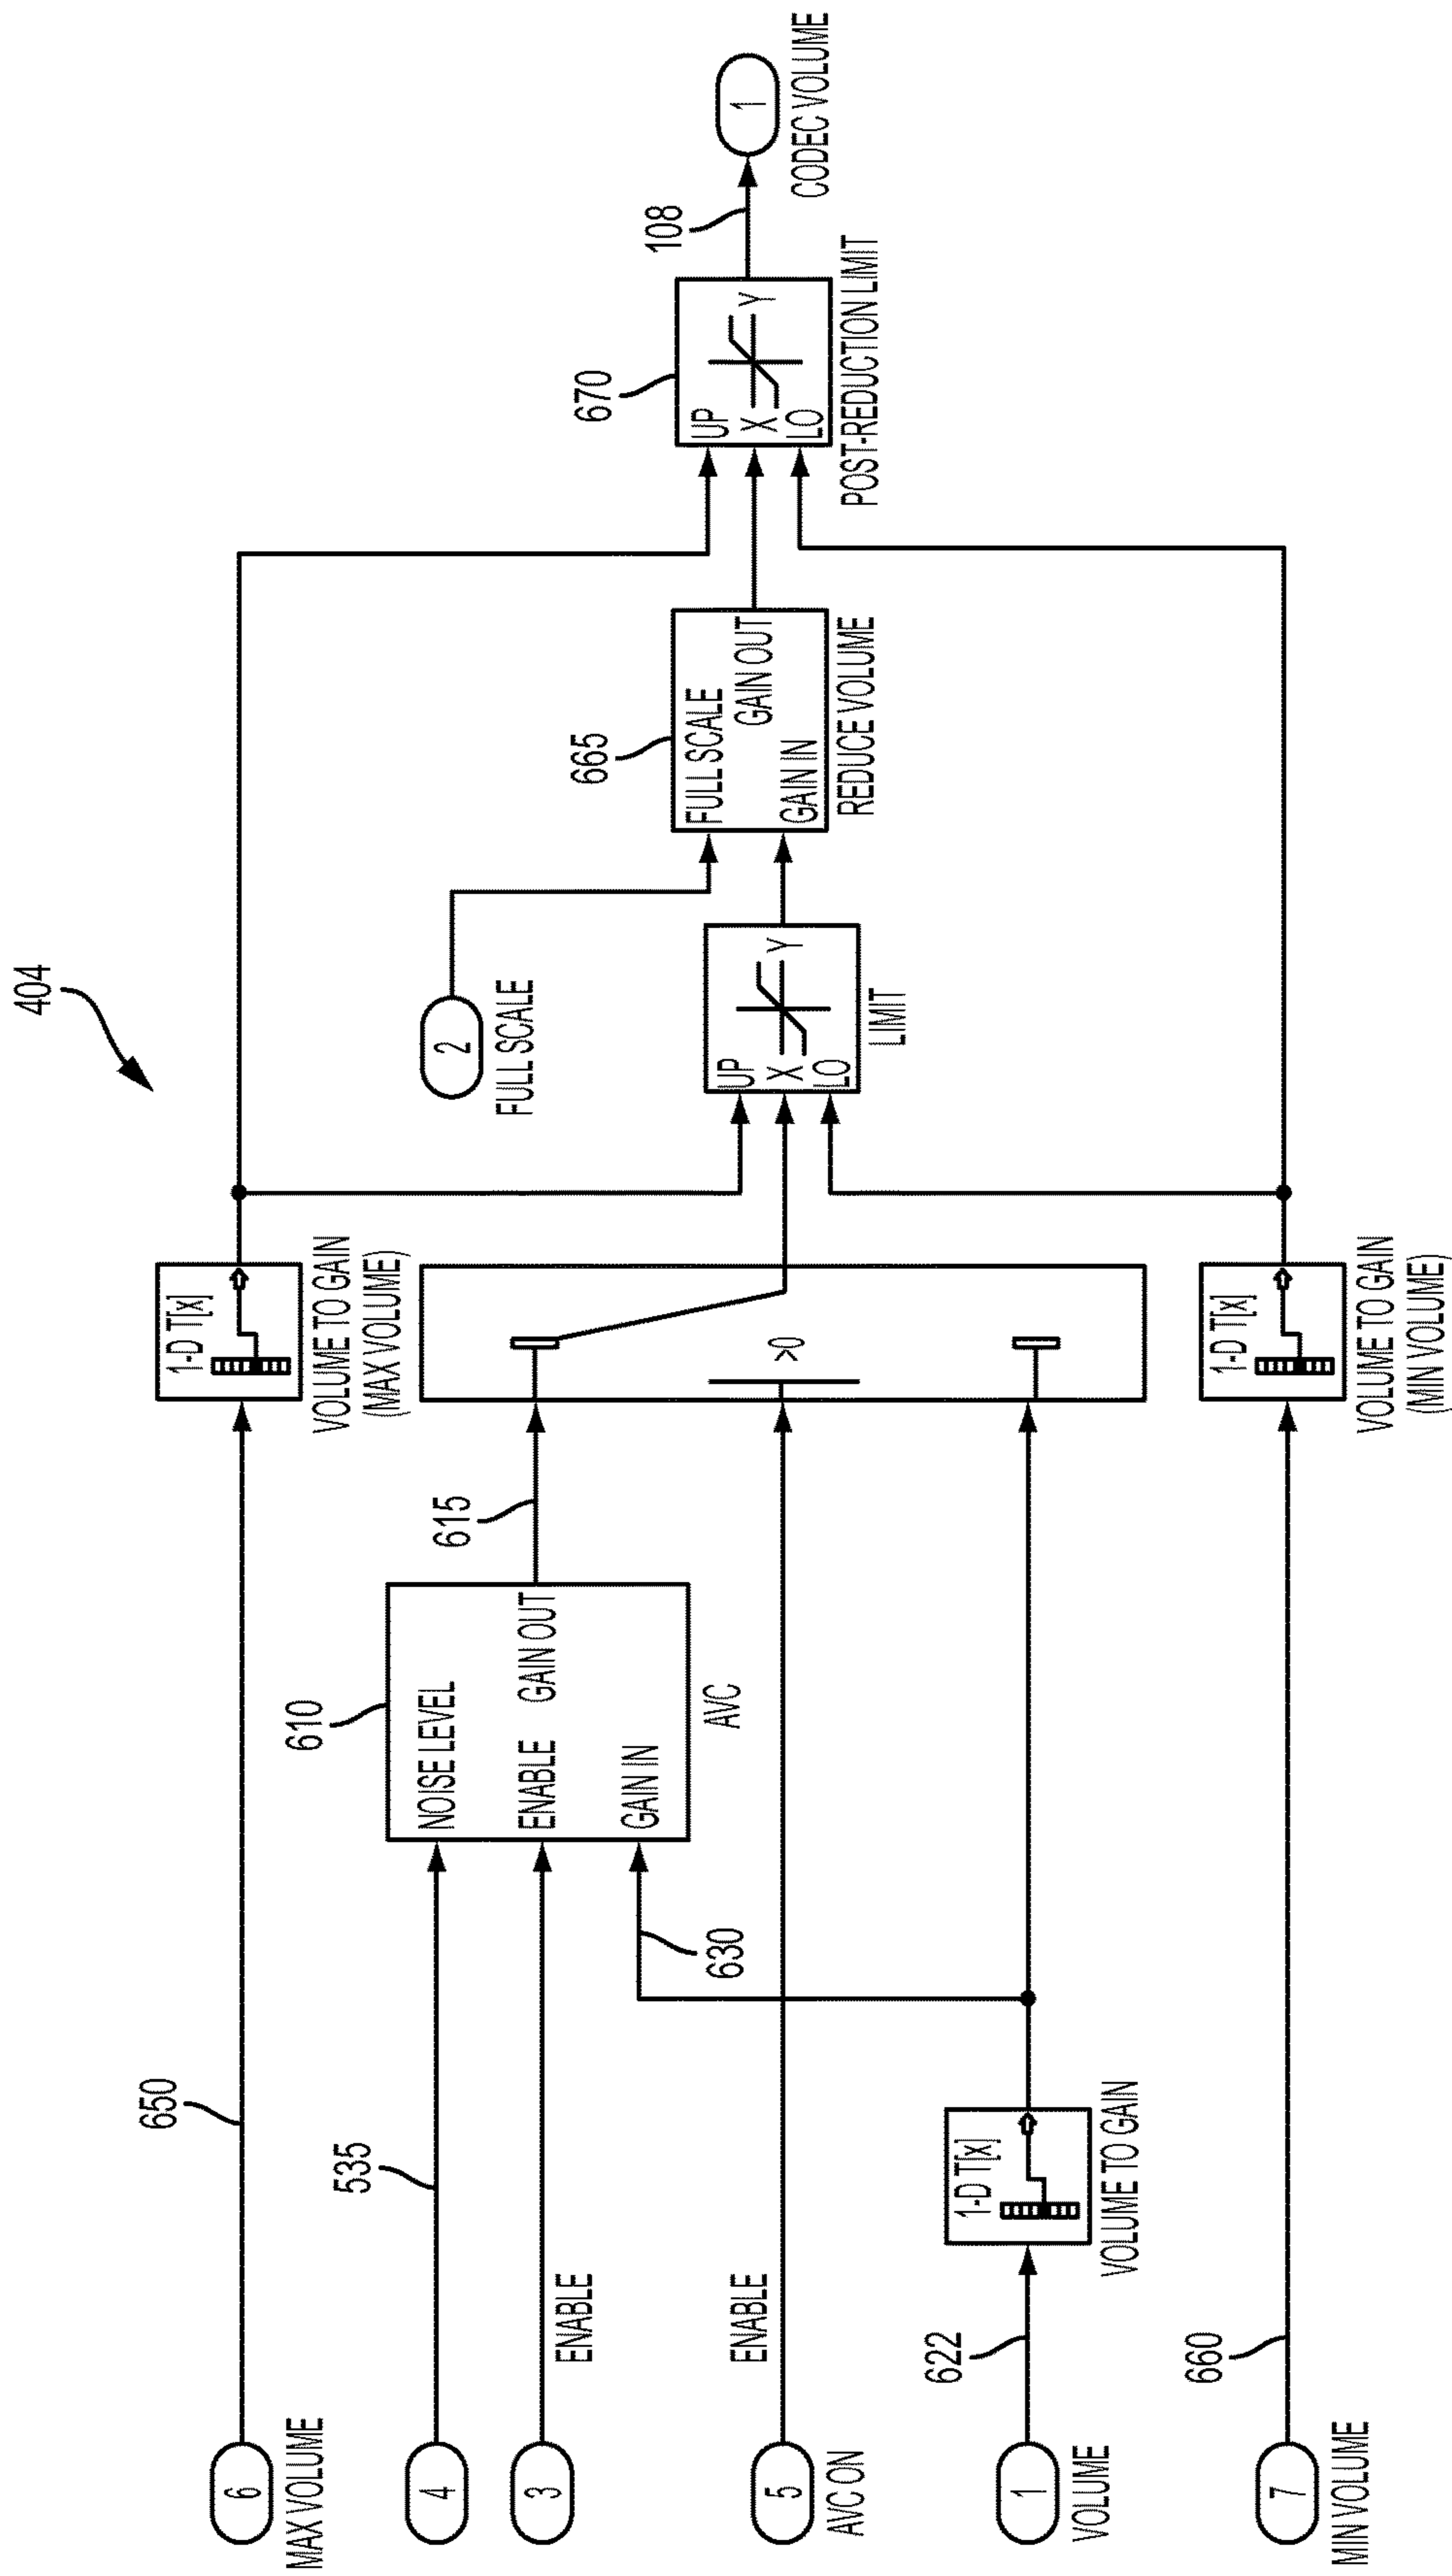 404
6
MAX VOLUME
650
1-D T[x]
VOLUME TO GAIN
(MAX VOLUME)
4
535
3
ENABLE
610
NOISE LEVEL
ENABLE
GAIN OUT
GAIN IN
AVC
615
630
5
AVC ON
ENABLE
>0
1
VOLUME
622
1-D T[x]
VOLUME TO GAIN
7
MIN VOLUME
660
1-D T[x]
VOLUME TO GAIN
(MIN VOLUME)
2
FULL SCALE
UP
X
Y
LO
LIMIT
665
FULL SCALE
GAIN OUT
GAIN IN
REDUCE VOLUME
670
UP
X
Y
LO
POST-REDUCTION LIMIT
108
1
CODEC VOLUME